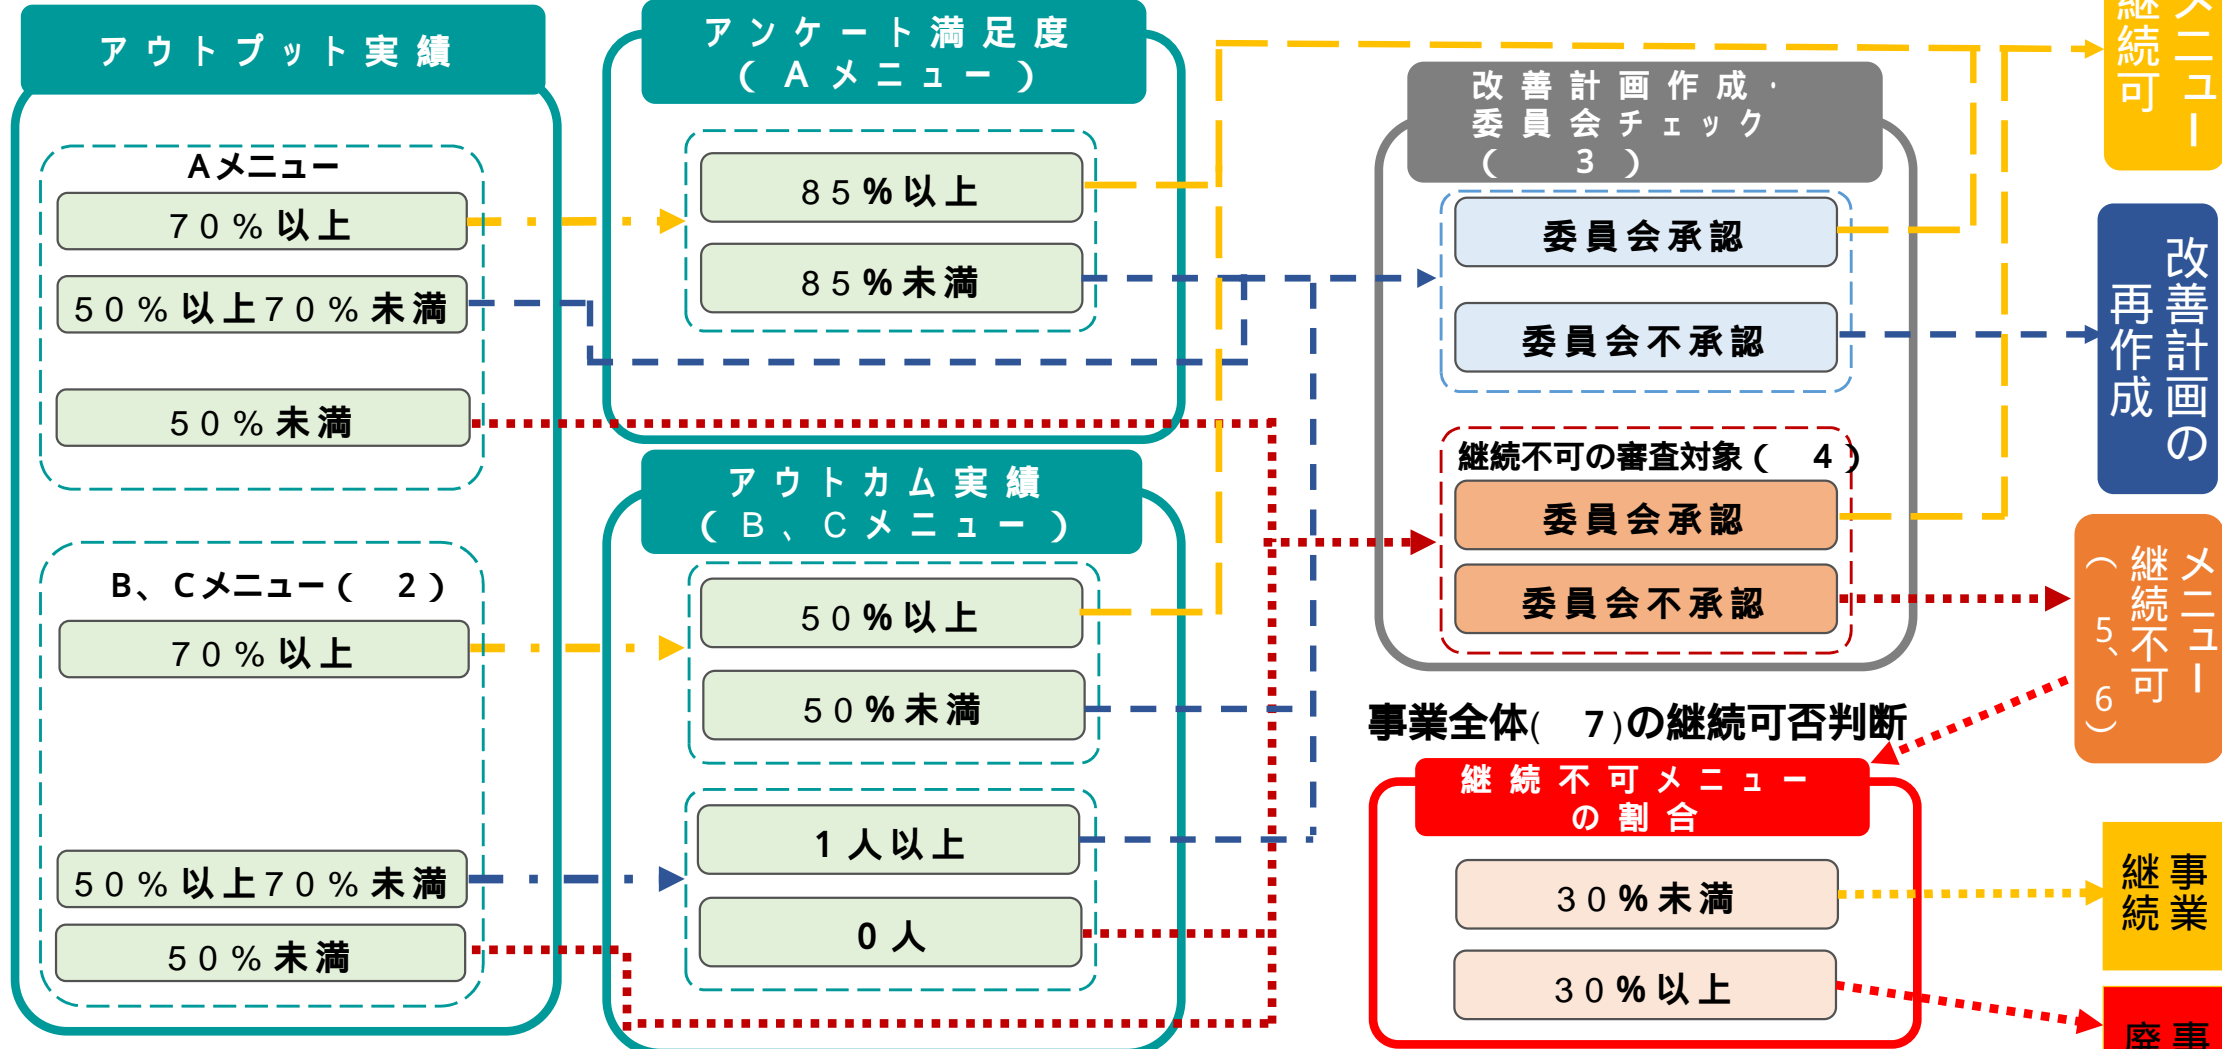 アウトプット実績
Aメニュー
70%以上
50%以上70%未満
50%未満
B、Cメニュー(　2)
70%以上
50%以上70%未満
50%未満
アンケート満足度
(Aメニュー)
85%以上
85%未満
アウトカム実績
(B、Cメニュー)
50%以上
50%未満
1人以上
0人
改善計画作成・
委員会チェック
(　3)
委員会承認
委員会不承認
継続不可の審査対象(　4)
委員会承認
委員会不承認
事業全体(　7)の継続可否判断
継続不可メニュー
の割合
30%未満
30%以上
メニュー
継続可
改善計画の
再作成
メニュー
継続不可
(　5、　6)
事業
継続
事
廃